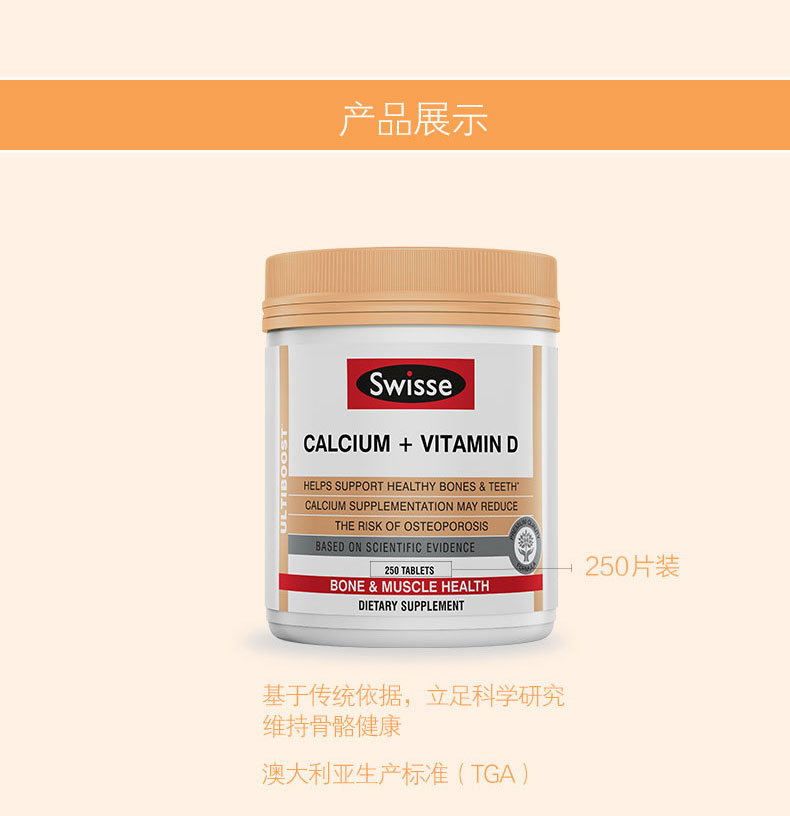 产品展示
Swisse
ULTIBOOST
CALCIUM + VITAMIN D
HELPS SUPPORT HEALTHY BONES & TEETH*
CALCIUM SUPPLEMENTATION MAY REDUCE
THE RISK OF OSTEOPOROSIS
BASED ON SCIENTIFIC EVIDENCE
PREMIUM QUALITY
FORMULA
250 TABLETS
250片装
BONE & MUSCLE HEALTH
DIETARY SUPPLEMENT
基于传统依据，立足科学研究
维持骨骼健康
澳大利亚生产标准（TGA）